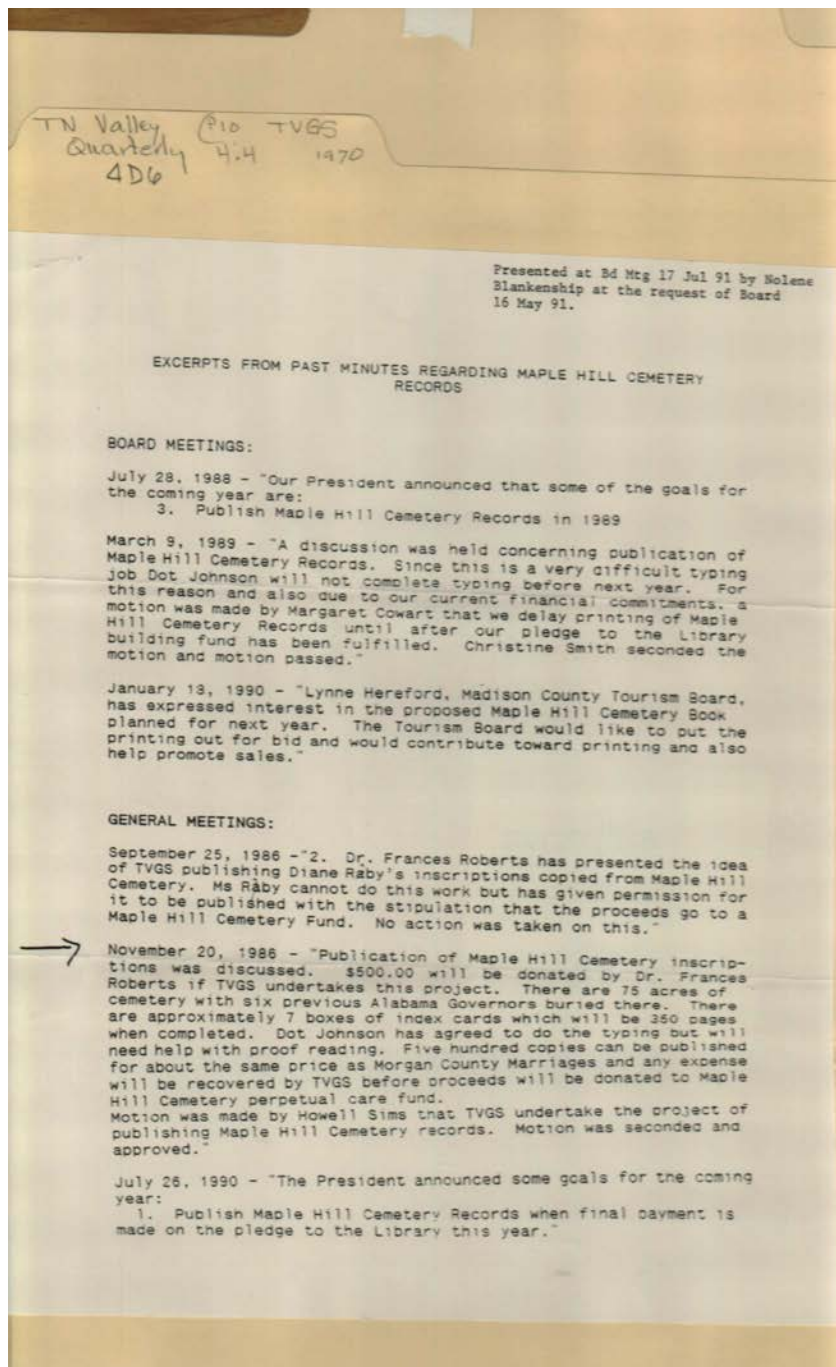 TN Valley ($10 TVGS
Quarterly 4:4 1970
4D6
Presented at Bd Mtg 17 Jul 91 by Nolene
Blankenship at the request of Board
16 May 91.
EXCERPTS FROM PAST MINUTES REGARDING MAPLE HILL CEMETERY
RECORDS
BOARD MEETINGS:
July 28, 1988 - "Our President announced that some of the goals for
the coming year are:
3. Publish Maple Hill Cemetery Records in 1989
March 9, 1989 - "A discussion was held concerning publication of
Maple Hill Cemetery Records. Since this is a very difficult typing
job Dot Johnson will not complete typing before next year. For
this reason and also due to our current financial commitments, a
motion was made by Margaret Cowart that we delay printing of Maple
Hill Cemetery Records until after our pledge to the Library
building fund has been fulfilled. Christine Smith seconded the
motion and motion passed."
January 13, 1990 - "Lynne Hereford, Madison County Tourism Board,
has expressed interest in the proposed Maple Hill Cemetery Book
planned for next year. The Tourism Board would like to put the
printing out for bid and would contribute toward printing and also
help promote sales."
GENERAL MEETINGS:
September 25, 1986 -"2. Dr. Frances Roberts has presented the idea
of TVGS publishing Diane Raby's inscriptions copied from Maple Hill
Cemetery. Ms Raby cannot do this work but has given permission for
it to be published with the stipulation that the proceeds go to a
Maple Hill Cemetery Fund. No action was taken on this."
November 20, 1986 - "Publication of Maple Hill Cemetery inscrip-
tions was discussed. $500.00 will be donated by Dr. Frances
Roberts if TVGS undertakes this project. There are 75 acres of
cemetery with six previous Alabama Governors buried there. There
are approximately 7 boxes of index cards which will be 350 pages
when completed. Dot Johnson has agreed to do the typing but will
need help with proof reading. Five hundred copies can be published
for about the same price as Morgan County Marriages and any expense
will be recovered by TVGS before proceeds will be donated to Maple
Hill Cemetery perpetual care fund.
Motion was made by Howell Sims that TVGS undertake the project of
publishing Maple Hill Cemetery records. Motion was seconded and
approved."
July 26, 1990 - "The President announced some goals for the coming
year:
1. Publish Maple Hill Cemetery Records when final payment is
made on the pledge to the Library this year."